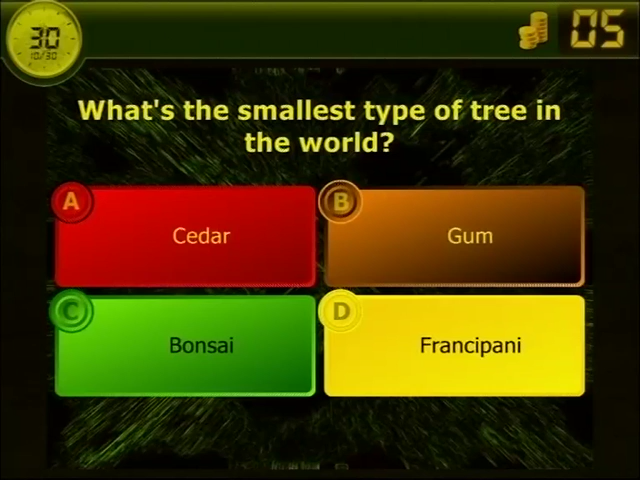 30
10/30
05
What's the smallest type of tree in
the world?
A
Cedar
B
Gum
C
Bonsai
D
Francipani